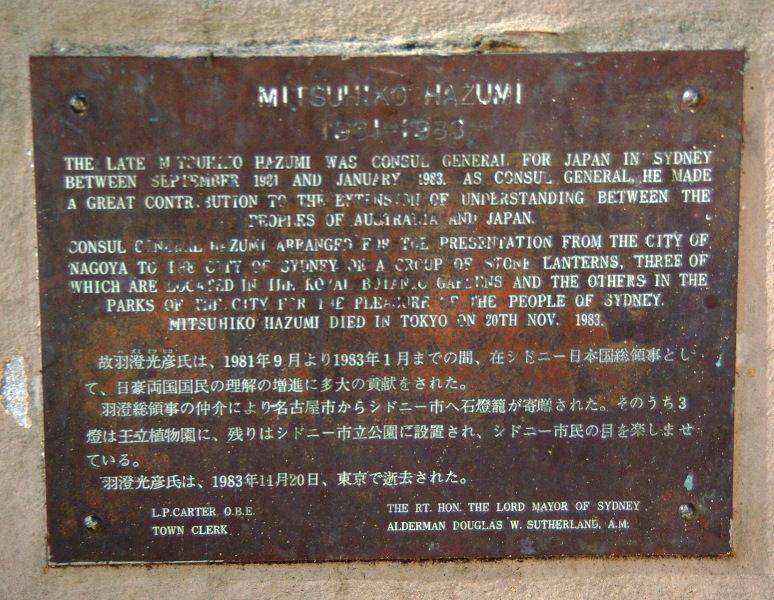 MITSUHIKO HAZUMI
1931-1983
THE LATE MITSUHIKO HAZUMI WAS CONSUL GENERAL FOR JAPAN IN SYDNEY
BETWEEN SEPTEMBER 1981 AND JANUARY 1983. AS CONSUL GENERAL, HE MADE
A GREAT CONTRIBUTION TO THE EXTENSION OF UNDERSTANDING BETWEEN THE
PEOPLES OF AUSTRALIA AND JAPAN.
CONSUL GENERAL HAZUMI ARRANGED FOR THE PRESENTATION FROM THE CITY OF
NAGOYA TO THE CITY OF SYDNEY OF A GROUP OF STONE LANTERNS, THREE OF
WHICH ARE LOCATED IN THE ROYAL BOTANIC GARDENS AND THE OTHERS IN THE
PARKS OF THE CITY FOR THE PLEASURE OF THE PEOPLE OF SYDNEY.
MITSUHIKO HAZUMI DIED IN TOKYO ON 20TH NOV. 1983.
故羽澄光彦氏は、1981年9月より1983年1月までの間、在シドニー日本国総領事とし
て、日豪両国国民の理解の増進に多大の貢献をされた。
羽澄総領事の仲介により名古屋市からシドニー市へ石燈籠が寄贈された。そのうち3
燈は王立植物園に、残りはシドニー市立公園に設置され、シドニー市民の目を楽しませ
ている。
羽澄光彦氏は、1983年11月20日、東京で逝去された。
L.P.CARTER O.B.E. THE RT. HON. THE LORD MAYOR OF SYDNEY
TOWN CLERK ALDERMAN DOUGLAS W. SUTHERLAND, A.M.